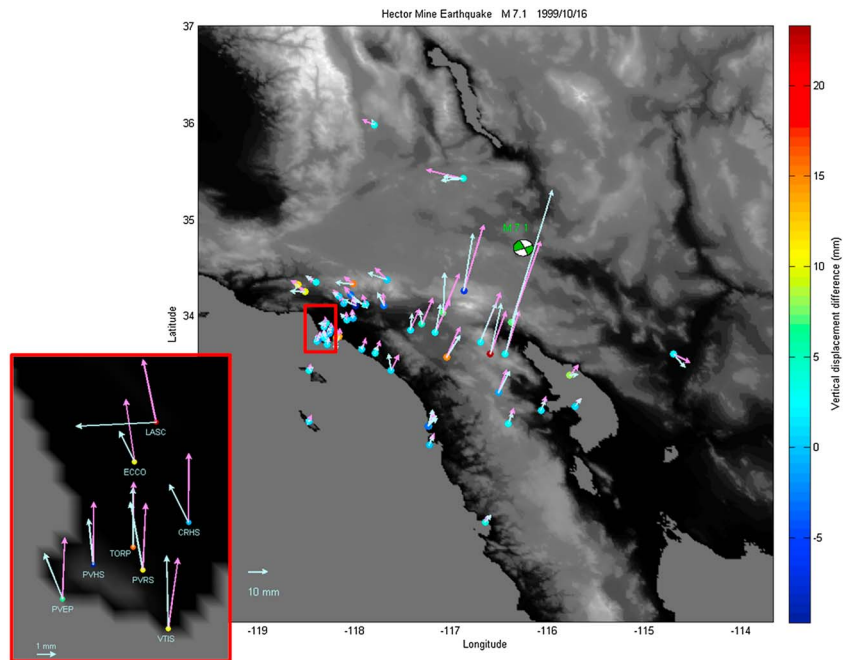 Hector Mine Earthquake M 7.1 1999/10/16
37
36
35
34
33
32
Latitude
M 7.1
10 mm
-119
-118
-117
-116
-115
-114
Longitude
20
15
10
5
0
-5
Vertical displacement difference (mm)
LASC
ECCO
CRHS
TORP
PVHS
PVRS
PVEP
VTIS
1 mm